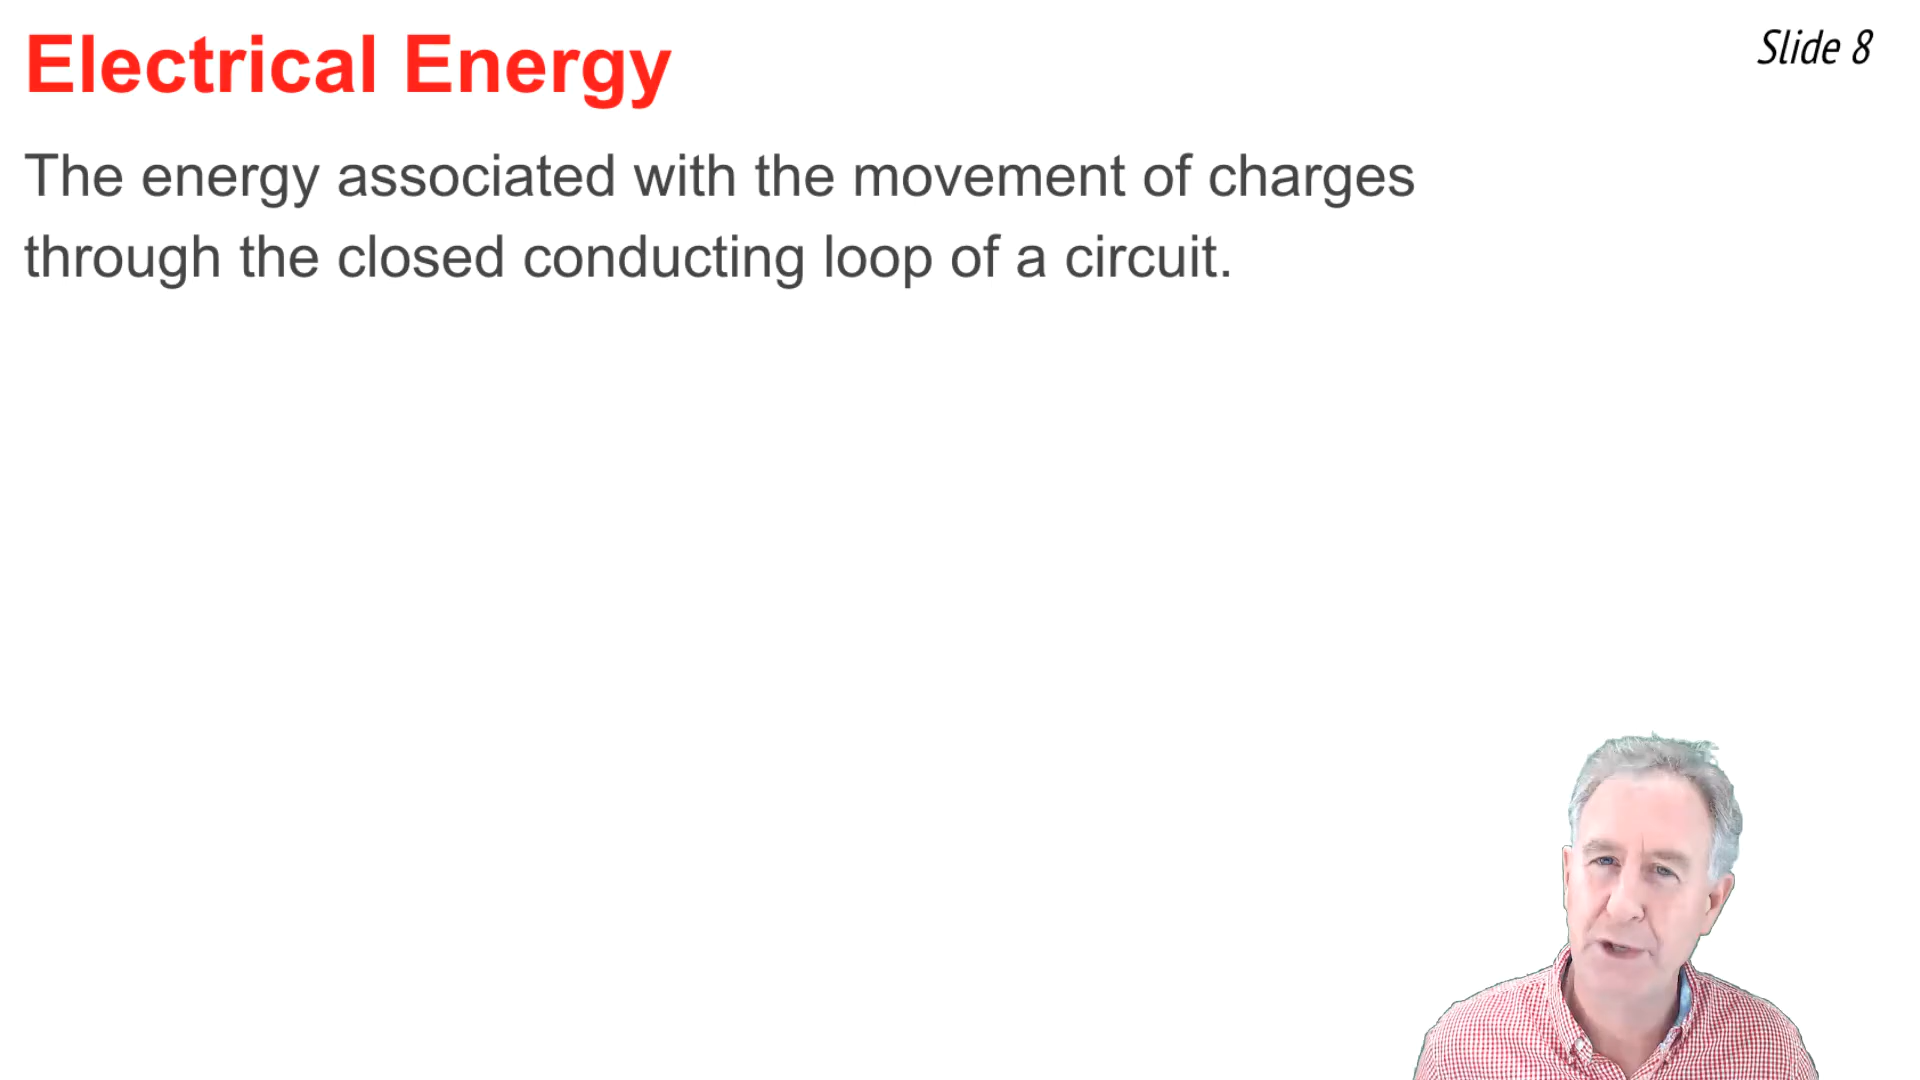 Electrical Energy
Slide 8
The energy associated with the movement of charges
through the closed conducting loop of a circuit.